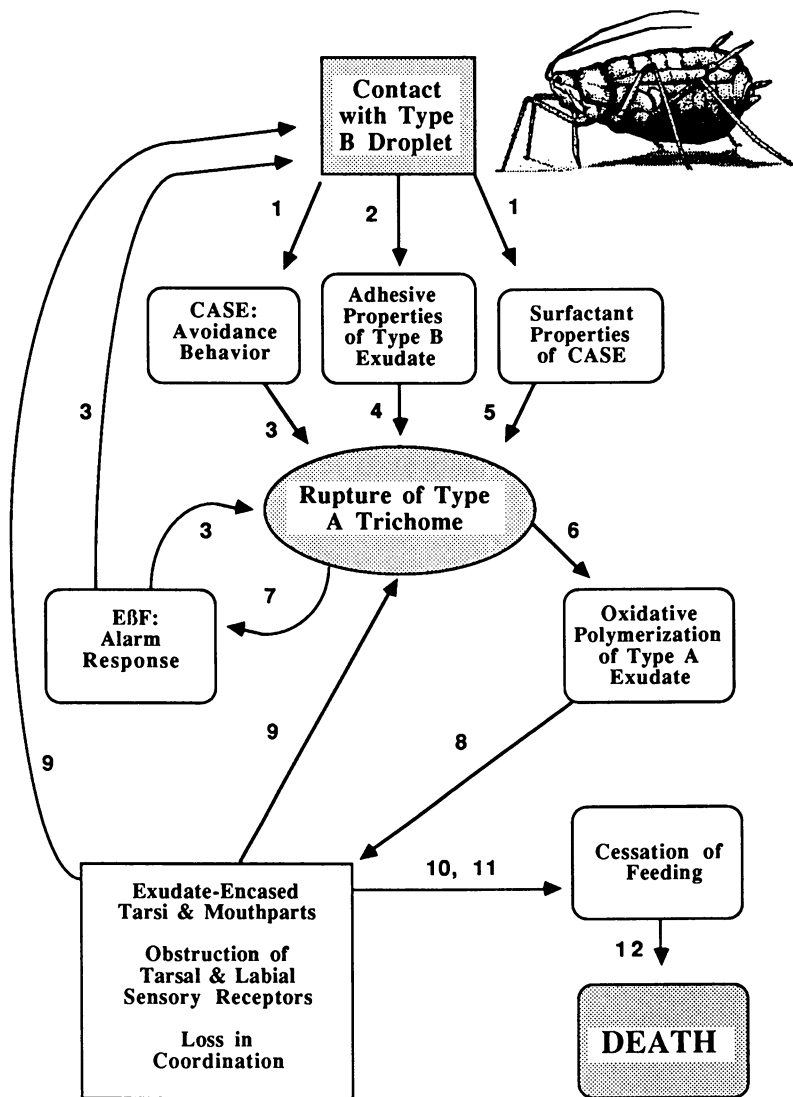 Contact
with Type
B Droplet
1
2
1
CASE:
Avoidance
Behavior
Adhesive
Properties
of Type B
Exudate
Surfactant
Properties
of CASE
3
3
4
5
Rupture of Type
A Trichome
3
6
7
EßF:
Alarm
Response
Oxidative
Polymerization
of Type A
Exudate
9
9
8
Cessation of
Feeding
10, 11
Exudate-Encased
Tarsi & Mouthparts
Obstruction of
Tarsal & Labial
Sensory Receptors
Loss in
Coordination
12
DEATH